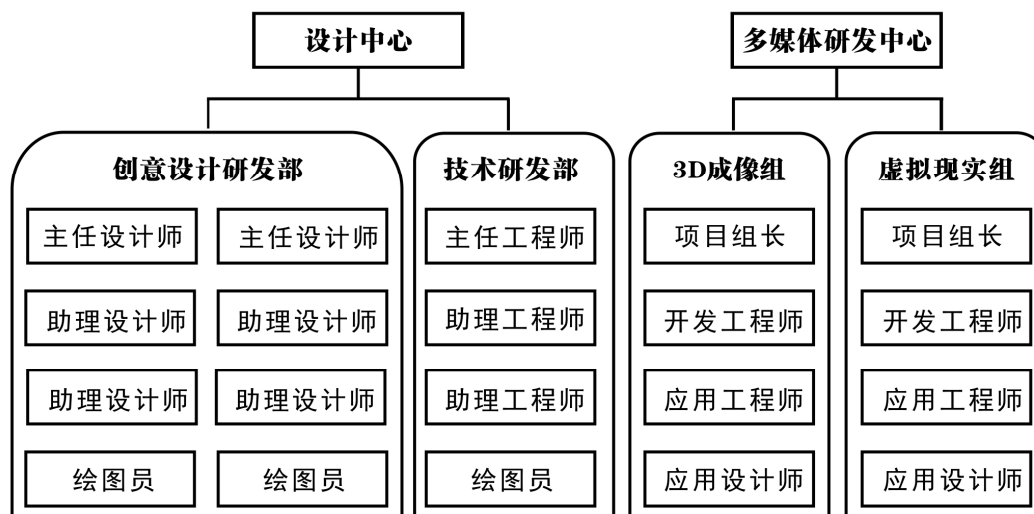 设计中心 多媒体研发中心
创意设计研发部 技术研发部 3D成像组 虚拟现实组
主任设计师 主任设计师 主任工程师 项目组长 项目组长
助理设计师 助理设计师 助理工程师 开发工程师 开发工程师
助理设计师 助理设计师 助理工程师 应用工程师 应用工程师
绘图员 绘图员 绘图员 应用设计师 应用设计师